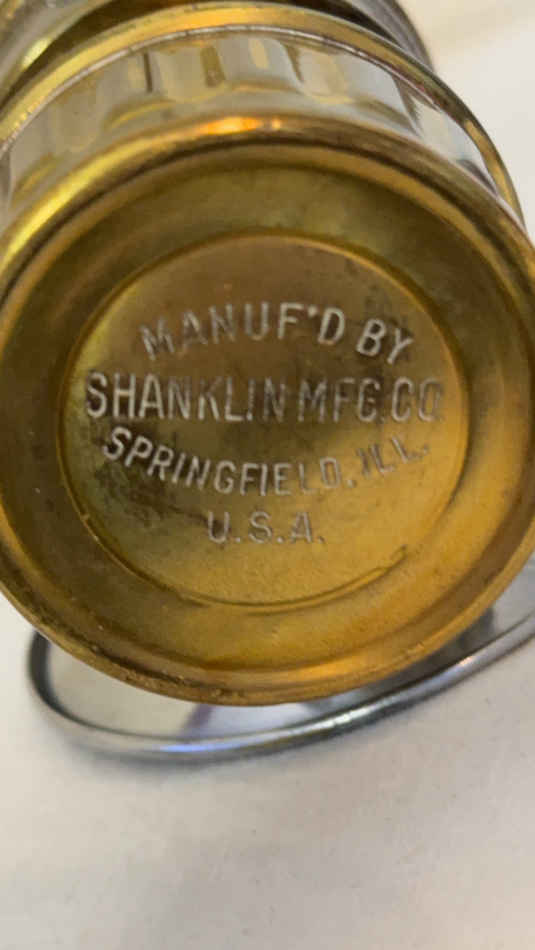 MANUF'D BY
SHANKLIN MFG.CO
SPRINGFIELD, ILL.
U.S.A.